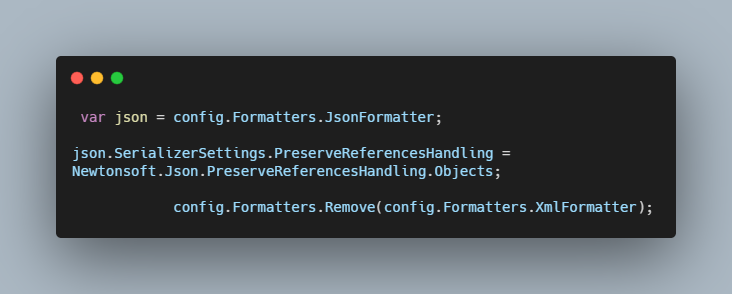 var json = config.Formatters.JsonFormatter;
json.SerializerSettings.PreserveReferencesHandling =
Newtonsoft.Json.PreserveReferencesHandling.Objects;
config.Formatters.Remove(config.Formatters.XmlFormatter);